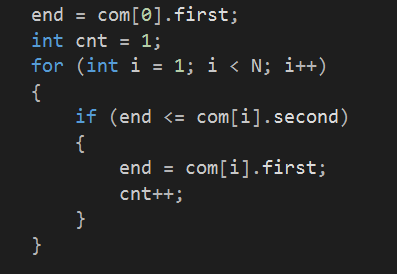 end = com[0].first;
int cnt = 1;
for (int i = 1; i < N; i++)
{
    if (end <= com[i].second)
    {
        end = com[i].first;
        cnt++;
    }
}